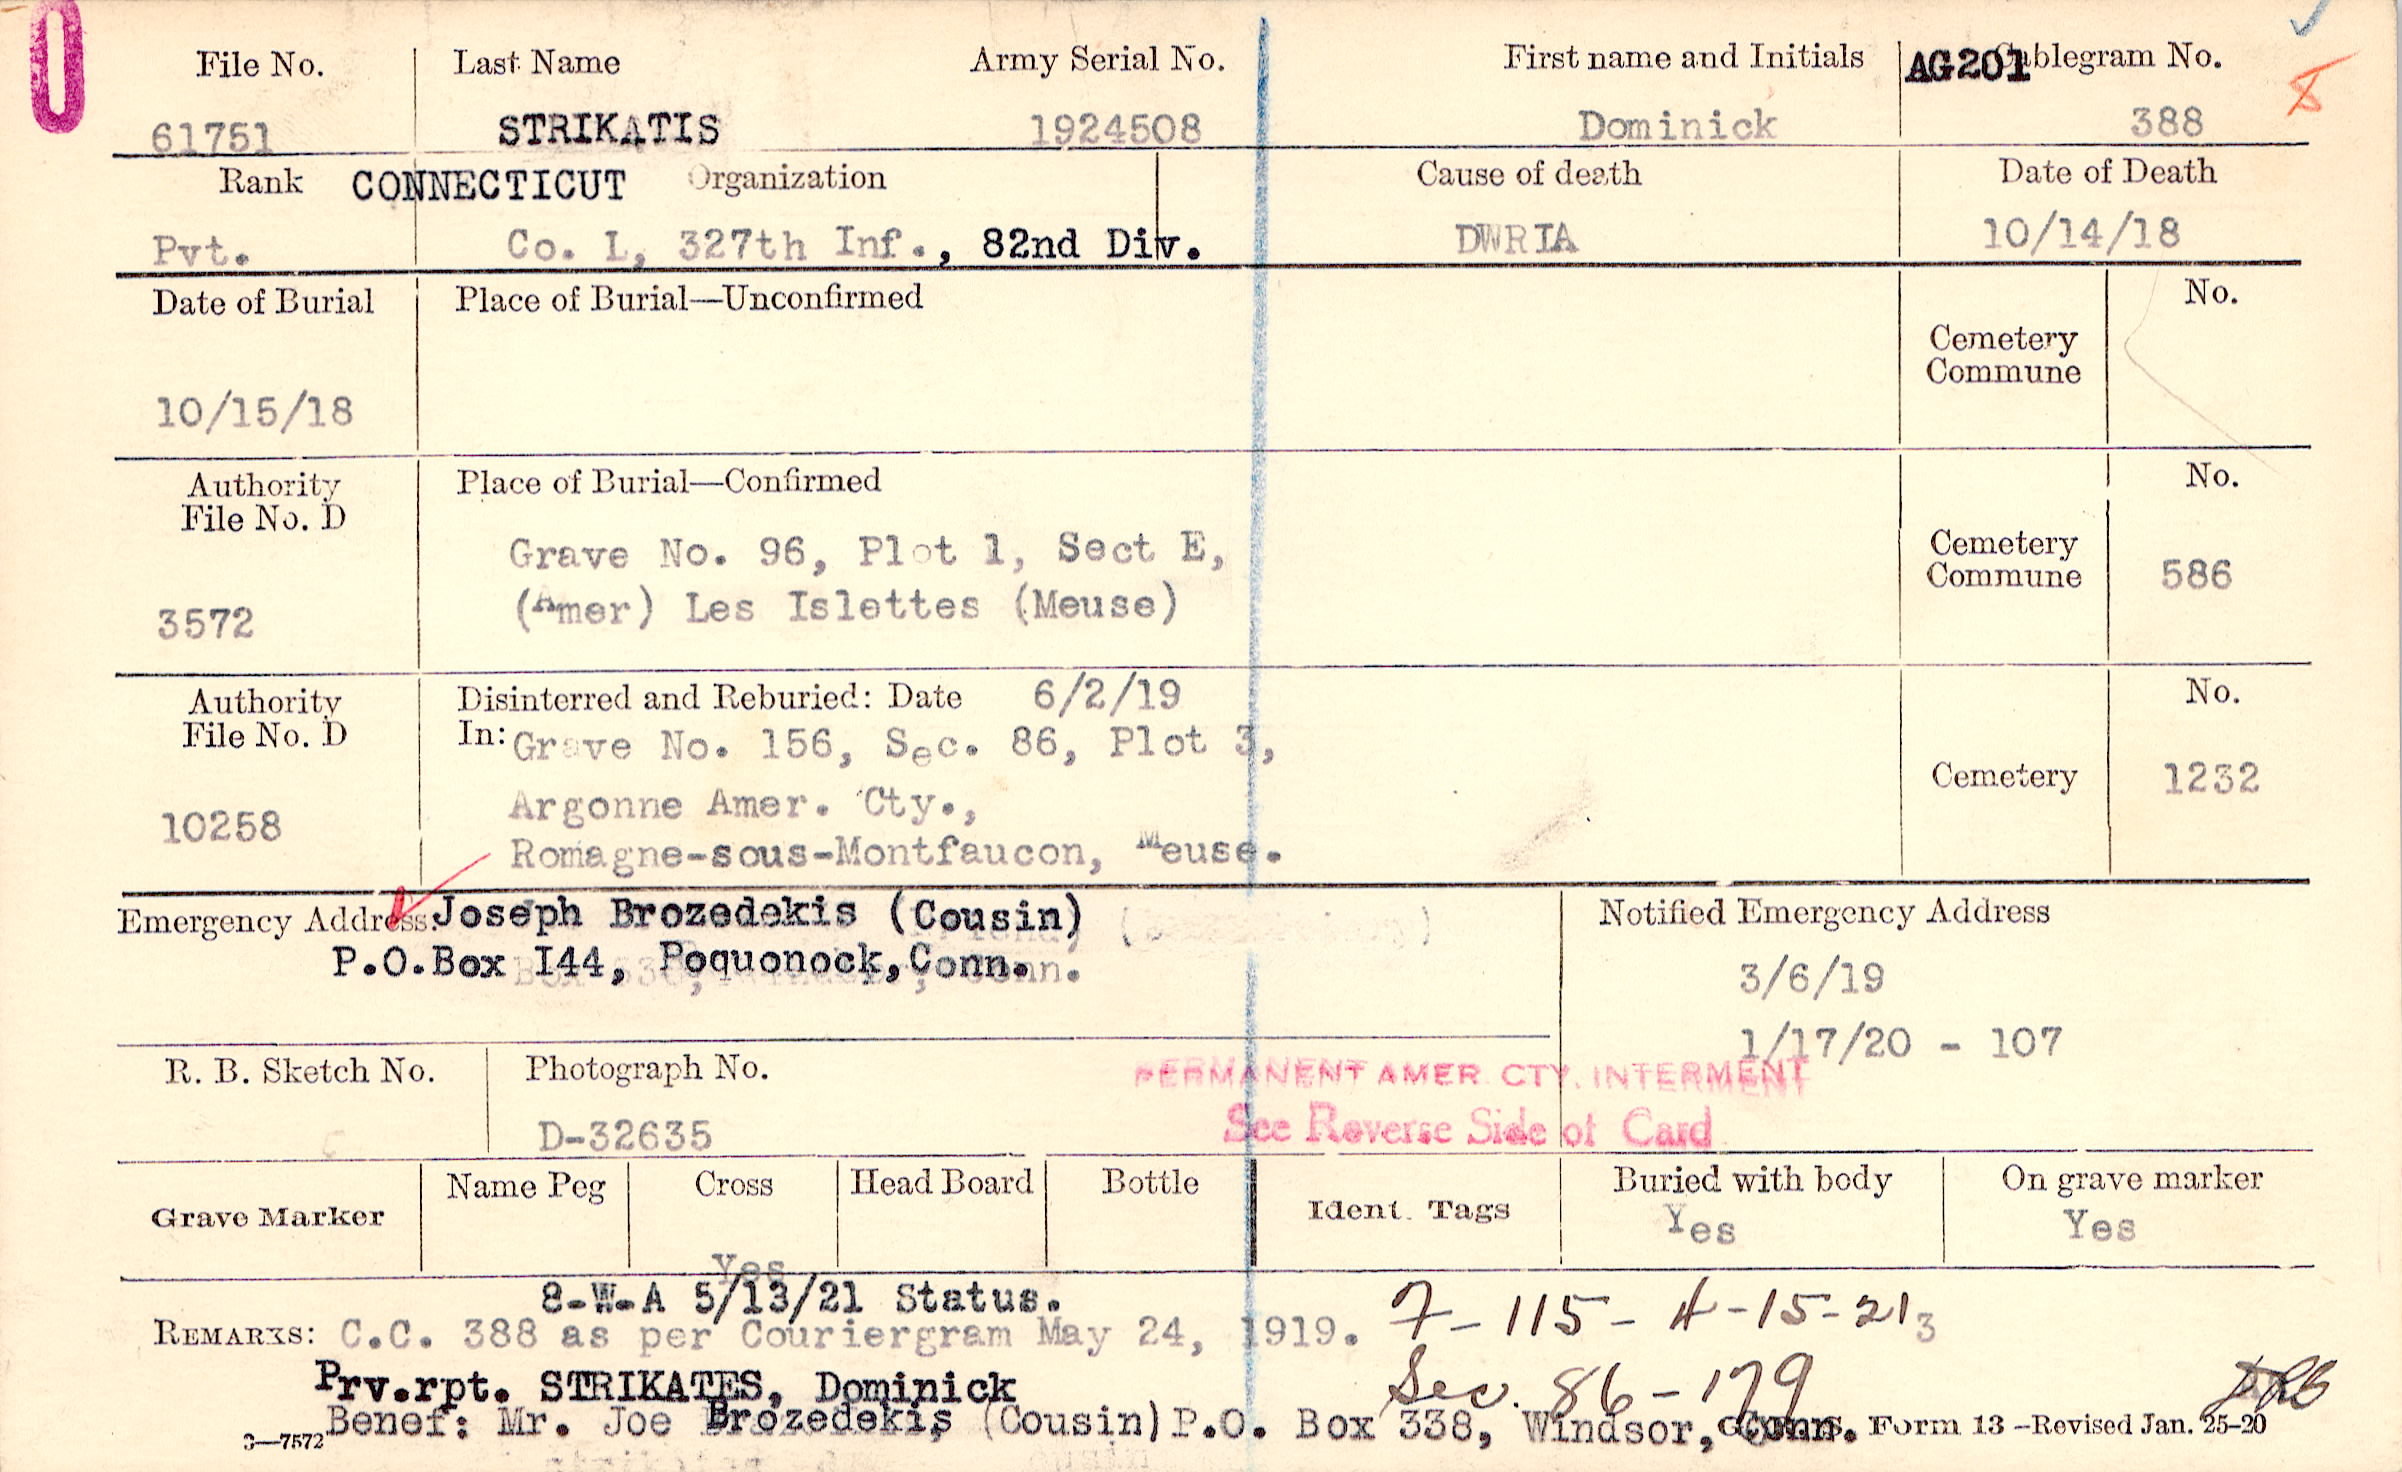 File No. Last Name Army Serial No. First name and Initials AG201 Cablegram No.
61751 STRIKATIS 1924508 Dominick 388
Rank CONNECTICUT Organization Cause of death Date of Death
Pvt. Co. L, 327th Inf., 82nd Div. DWRIA 10/14/18
Date of Burial Place of Burial—Unconfirmed No.
Cemetery
Commune
10/15/18
Authority Place of Burial—Confirmed No.
File No. D
Grave No. 96, Plot 1, Sect E, Cemetery
Commune 586
3572 (Amer) Les Islettes (Meuse)
Authority Disinterred and Reburied: Date 6/2/19 No.
File No. D In: Grave No. 156, Sec. 86, Plot 3,
Cemetery 1232
10258 Argonne Amer. Cty.,
Romagne-sous-Montfaucon, Meuse.
Emergency Address: Joseph Brozedekis (Cousin) Notified Emergency Address
P.O.Box I44, Poquonock, Conn. 3/6/19
1/17/20 - 107
R. B. Sketch No. Photograph No. PERMANENT AMER. CTY. INTERMENT
D-32635 See Reverse Side of Card
Grave Marker Name Peg Cross Head Board Bottle Ident. Tags Buried with body On grave marker
Yes Yes Yes
8-W-A 5/13/21 Status.
REMARKS: C.C. 388 as per Couriergram May 24, 1919. 7-115-4-15-21 3
Prv.rpt. STRIKATES, Dominick Sec. 86-179
Benef: Mr. Joe Brozedekis (Cousin) P.O. Box 338, Windsor, Conn.
3—7572 Form 13—Revised Jan. 25-20